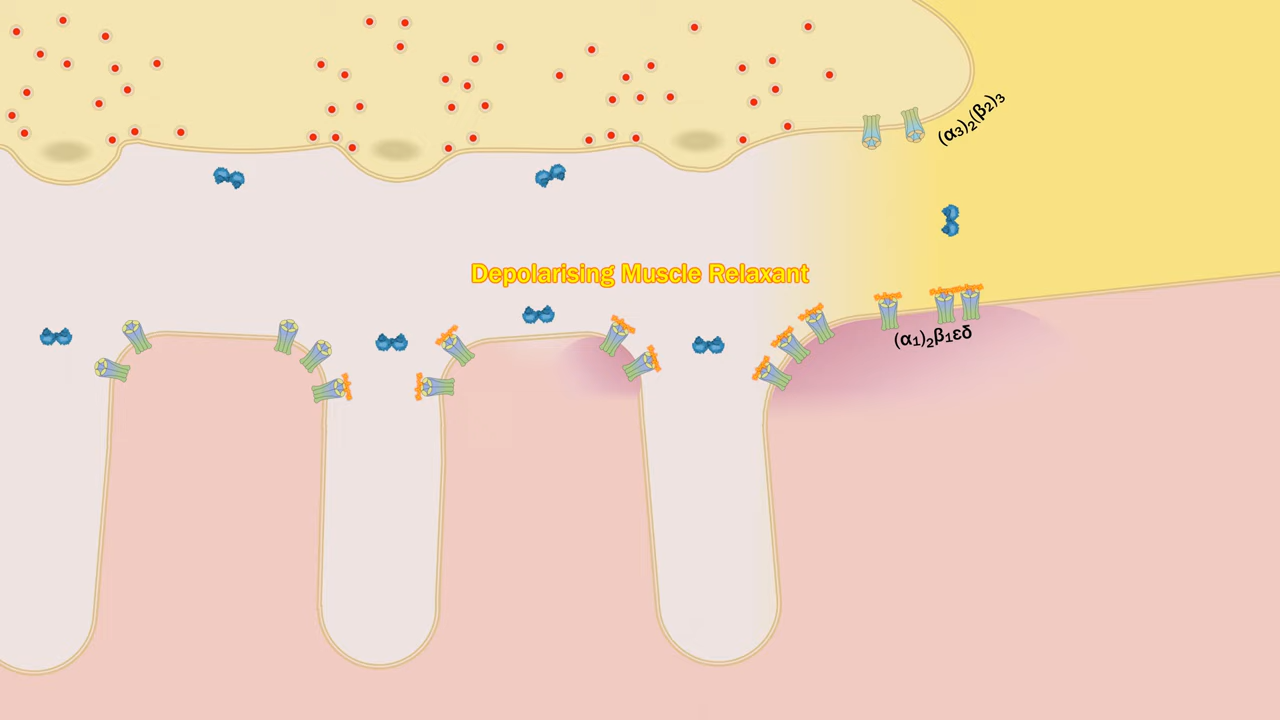 (α₃)₂(β₂)₃
Depolarising Muscle Relaxant
(α₁)₂β₁εδ